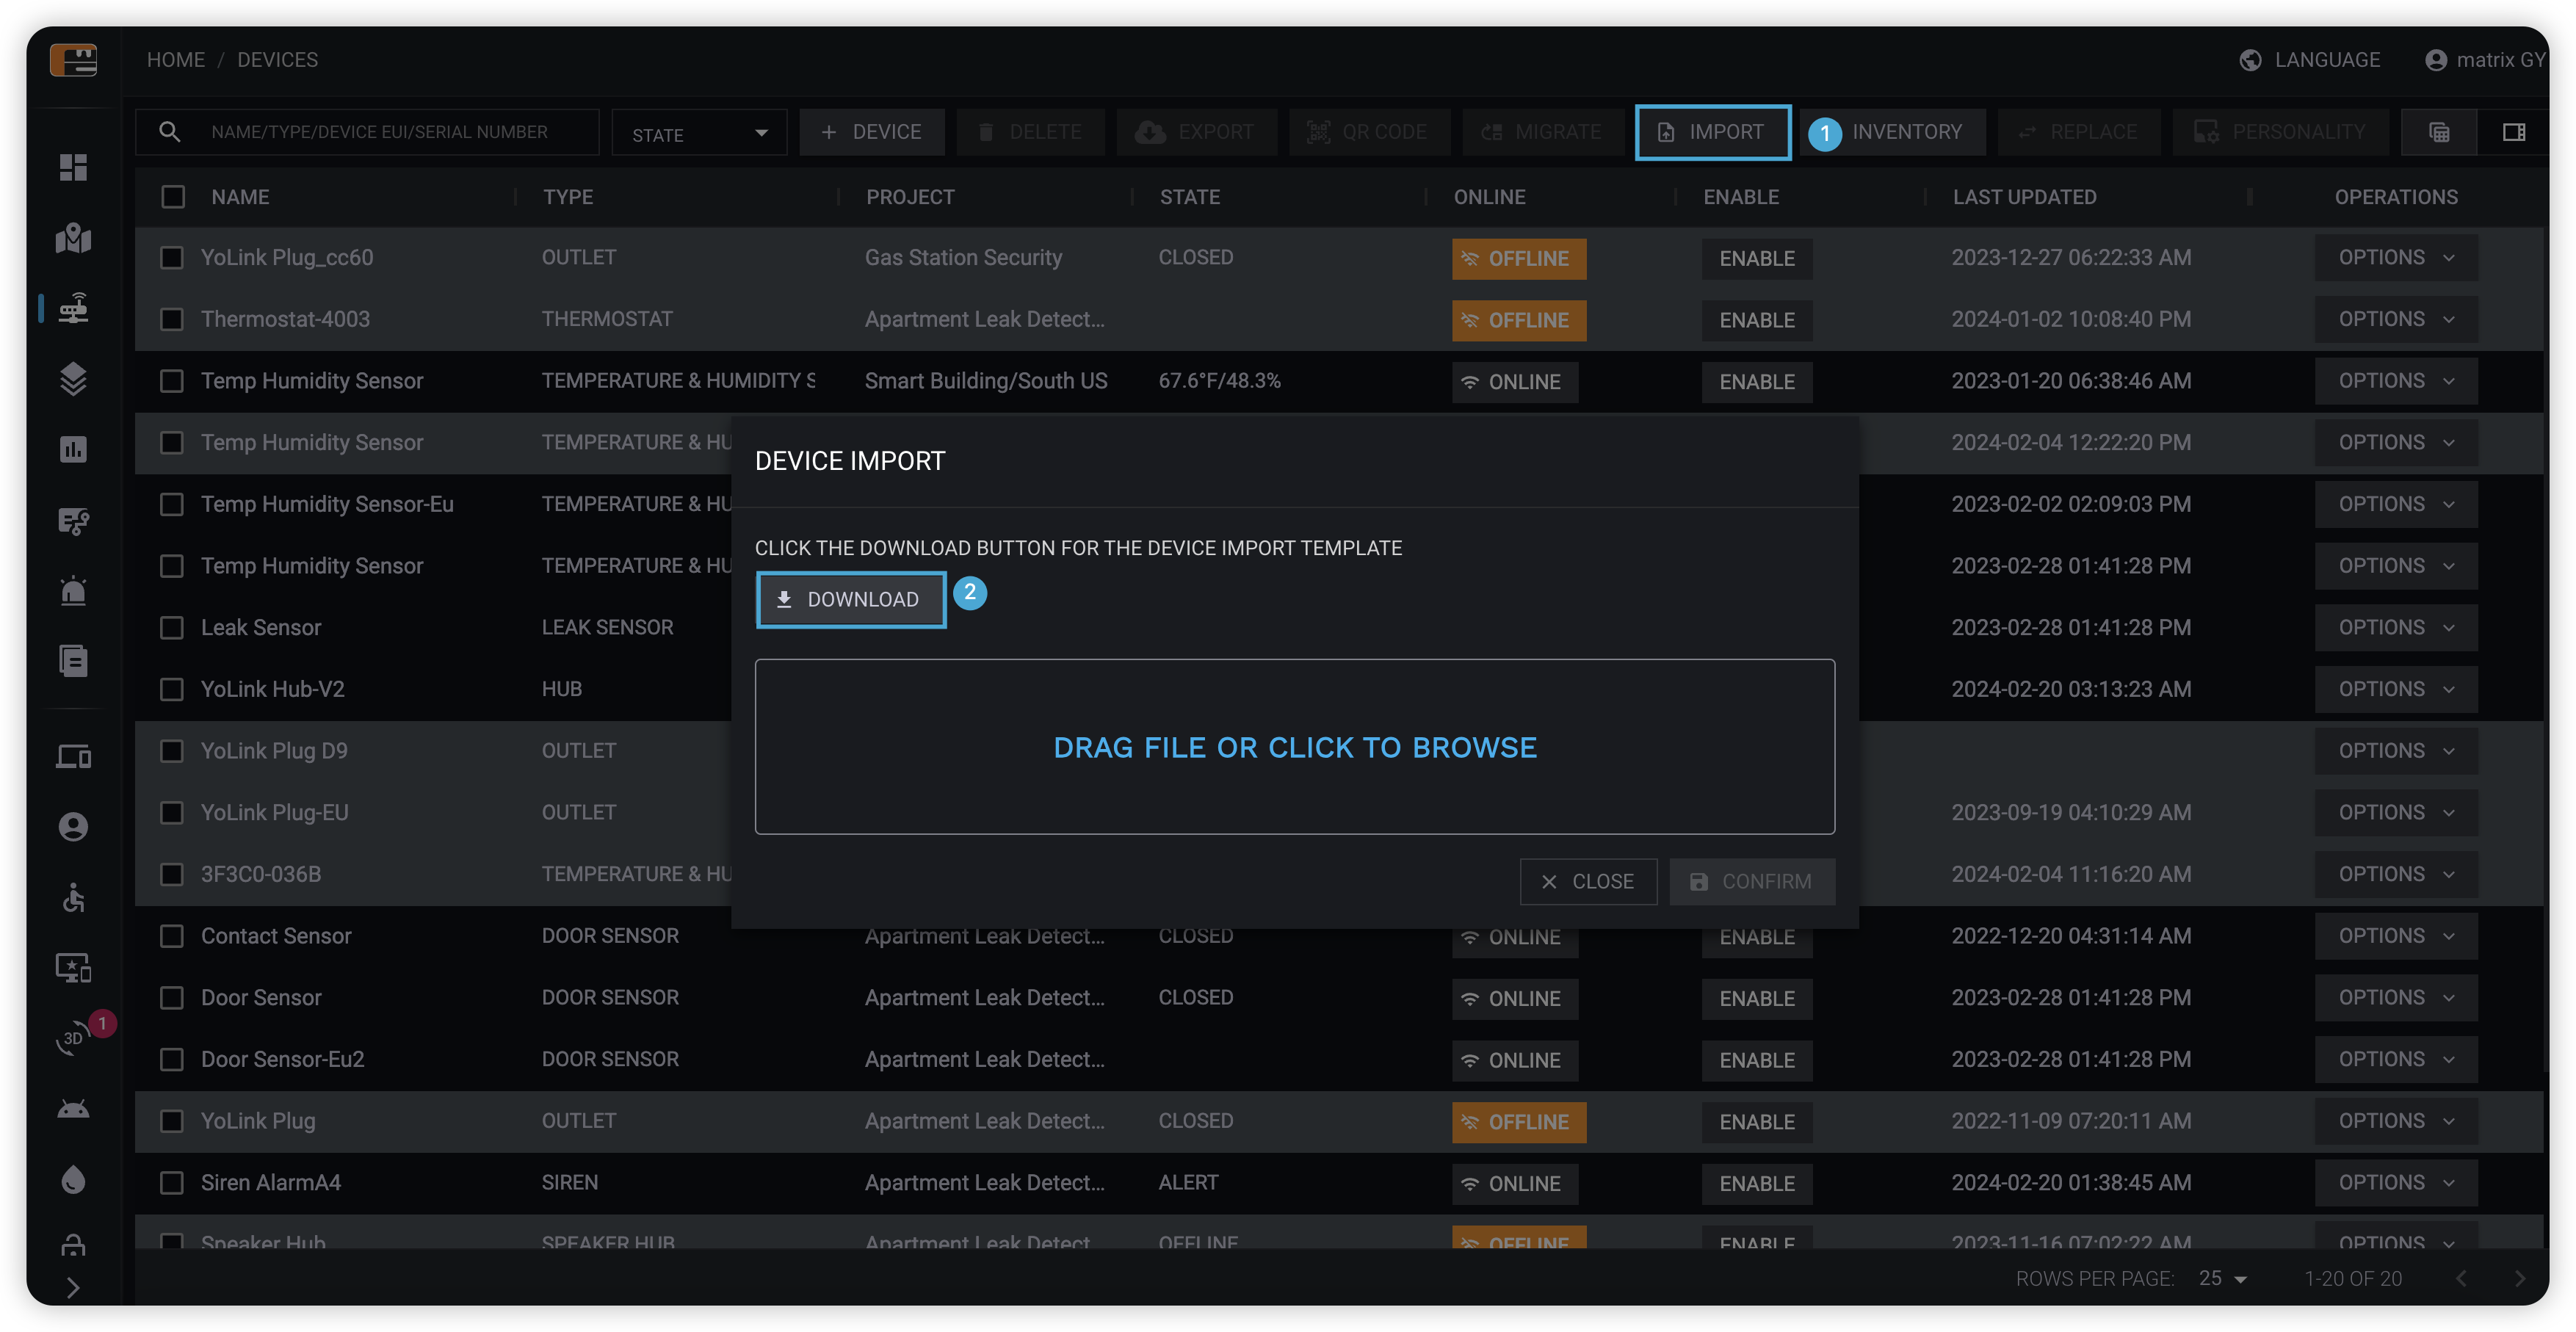 HOME / DEVICES LANGUAGE matrix GY
NAME/TYPE/DEVICE EUI/SERIAL NUMBER STATE + DEVICE DELETE EXPORT QR CODE MIGRATE IMPORT 1 INVENTORY REPLACE PERSONALITY
NAME TYPE PROJECT STATE ONLINE ENABLE LAST UPDATED OPERATIONS
YoLink Plug_cc60 OUTLET Gas Station Security CLOSED OFFLINE ENABLE 2023-12-27 06:22:33 AM OPTIONS
Thermostat-4003 THERMOSTAT Apartment Leak Detect... OFFLINE ENABLE 2024-01-02 10:08:40 PM OPTIONS
Temp Humidity Sensor TEMPERATURE & HUMIDITY S Smart Building/South US 67.6°F/48.3% ONLINE ENABLE 2023-01-20 06:38:46 AM OPTIONS
Temp Humidity Sensor TEMPERATURE & HU 2024-02-04 12:22:20 PM OPTIONS
DEVICE IMPORT
Temp Humidity Sensor-Eu TEMPERATURE & HU 2023-02-02 02:09:03 PM OPTIONS
CLICK THE DOWNLOAD BUTTON FOR THE DEVICE IMPORT TEMPLATE
Temp Humidity Sensor TEMPERATURE & HU 2023-02-28 01:41:28 PM OPTIONS
DOWNLOAD 2
Leak Sensor LEAK SENSOR 2023-02-28 01:41:28 PM OPTIONS
YoLink Hub-V2 HUB 2024-02-20 03:13:23 AM OPTIONS
YoLink Plug D9 OUTLET DRAG FILE OR CLICK TO BROWSE OPTIONS
YoLink Plug-EU OUTLET 2023-09-19 04:10:29 AM OPTIONS
3F3C0-036B TEMPERATURE & HU 2024-02-04 11:16:20 AM OPTIONS
CLOSE CONFIRM
Contact Sensor DOOR SENSOR Apartment Leak Detect... CLOSED ONLINE ENABLE 2022-12-20 04:31:14 AM OPTIONS
Door Sensor DOOR SENSOR Apartment Leak Detect... CLOSED ONLINE ENABLE 2023-02-28 01:41:28 PM OPTIONS
3D 1
Door Sensor-Eu2 DOOR SENSOR Apartment Leak Detect... ONLINE ENABLE 2023-02-28 01:41:28 PM OPTIONS
YoLink Plug OUTLET Apartment Leak Detect... CLOSED OFFLINE ENABLE 2022-11-09 07:20:11 AM OPTIONS
Siren AlarmA4 SIREN Apartment Leak Detect... ALERT ONLINE ENABLE 2024-02-20 01:38:45 AM OPTIONS
Speaker Hub SPEAKER HUB Apartment Leak Detect OFFLINE OFFLINE ENABLE 2023-11-16 07:02:22 AM OPTIONS
ROWS PER PAGE: 25 1-20 OF 20